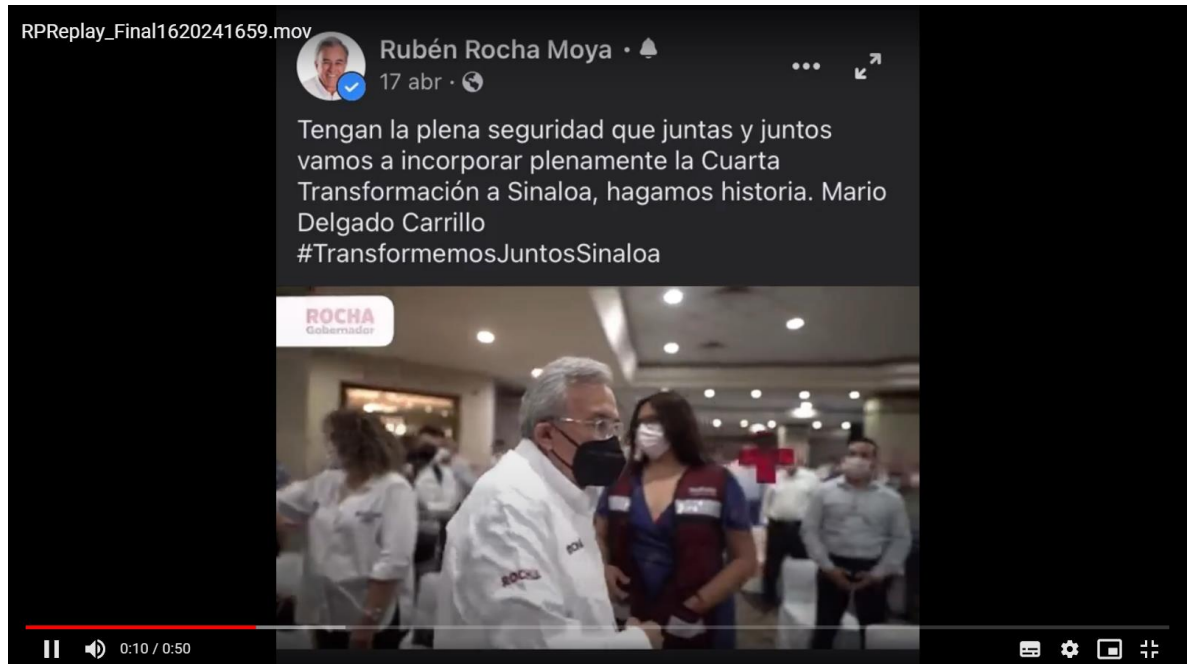 RPReplay_Final1620241659.mov
Rubén Rocha Moya
17 abr
Tengan la plena seguridad que juntas y juntos
vamos a incorporar plenamente la Cuarta
Transformación a Sinaloa, hagamos historia. Mario
Delgado Carrillo
#TransformemosJuntosSinaloa
ROCHA
Gobernador
ROCHA
0:10 / 0:50